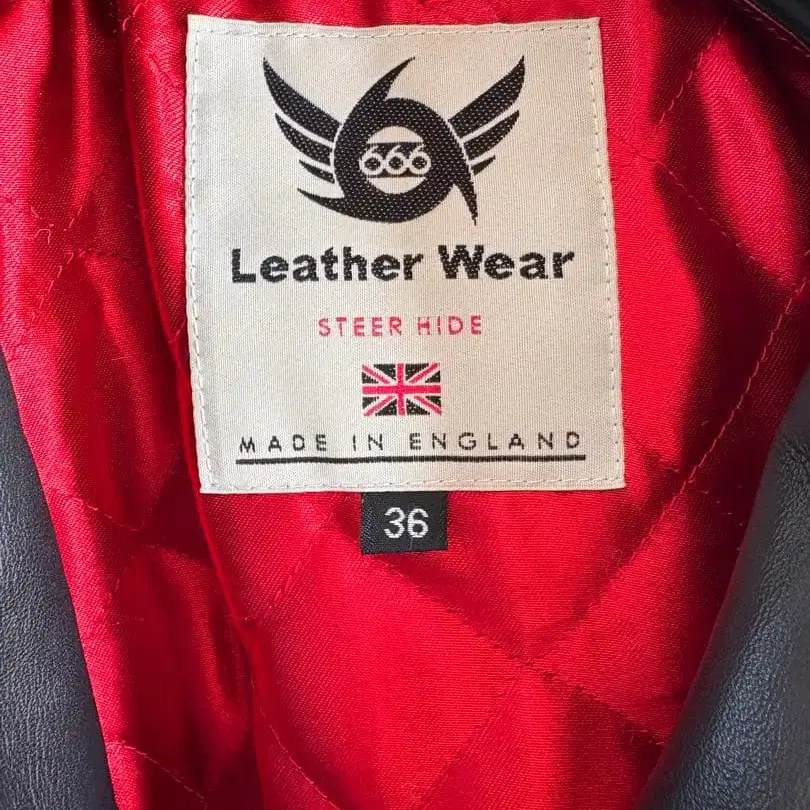 666
Leather Wear
STEER HIDE
MADE IN ENGLAND
36